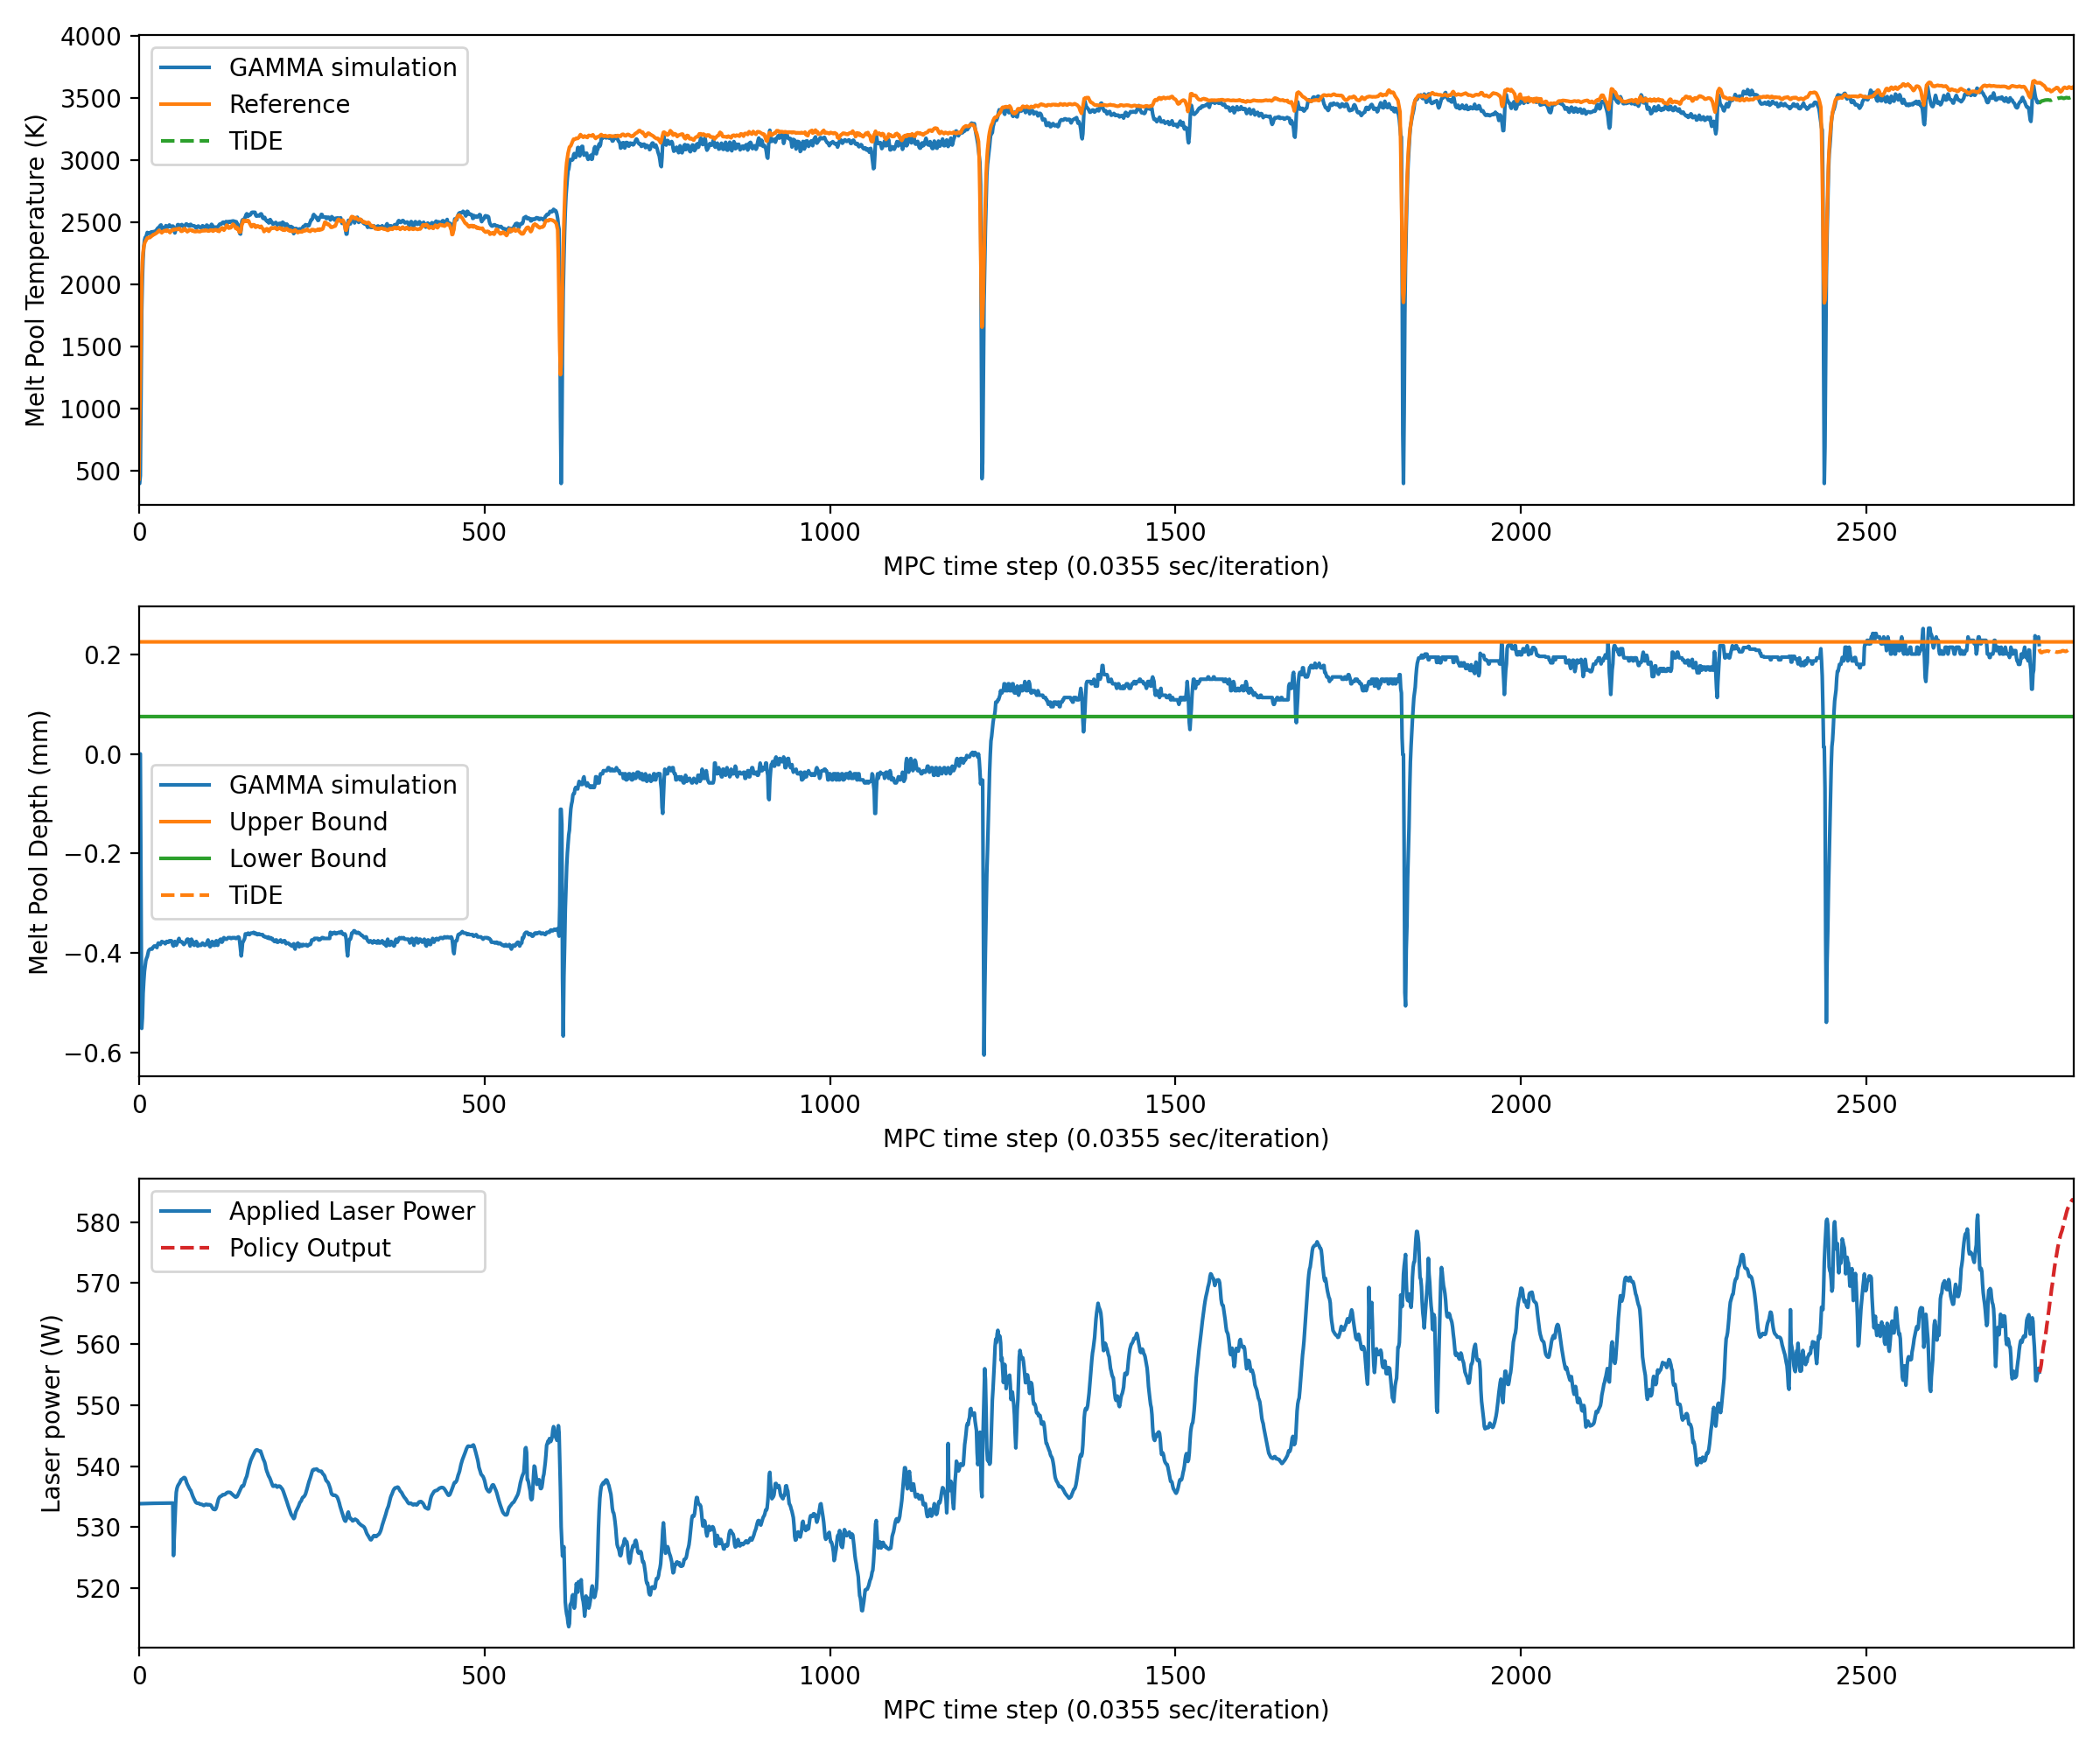 4000
3500
3000
2500
2000
1500
1000
500
Melt Pool Temperature (K)
GAMMA simulation
Reference
TiDE
0 500 1000 1500 2000 2500
MPC time step (0.0355 sec/iteration)
0.2
0.0
−0.2
−0.4
−0.6
Melt Pool Depth (mm)
GAMMA simulation
Upper Bound
Lower Bound
TiDE
0 500 1000 1500 2000 2500
MPC time step (0.0355 sec/iteration)
580
570
560
550
540
530
520
Laser power (W)
Applied Laser Power
Policy Output
0 500 1000 1500 2000 2500
MPC time step (0.0355 sec/iteration)